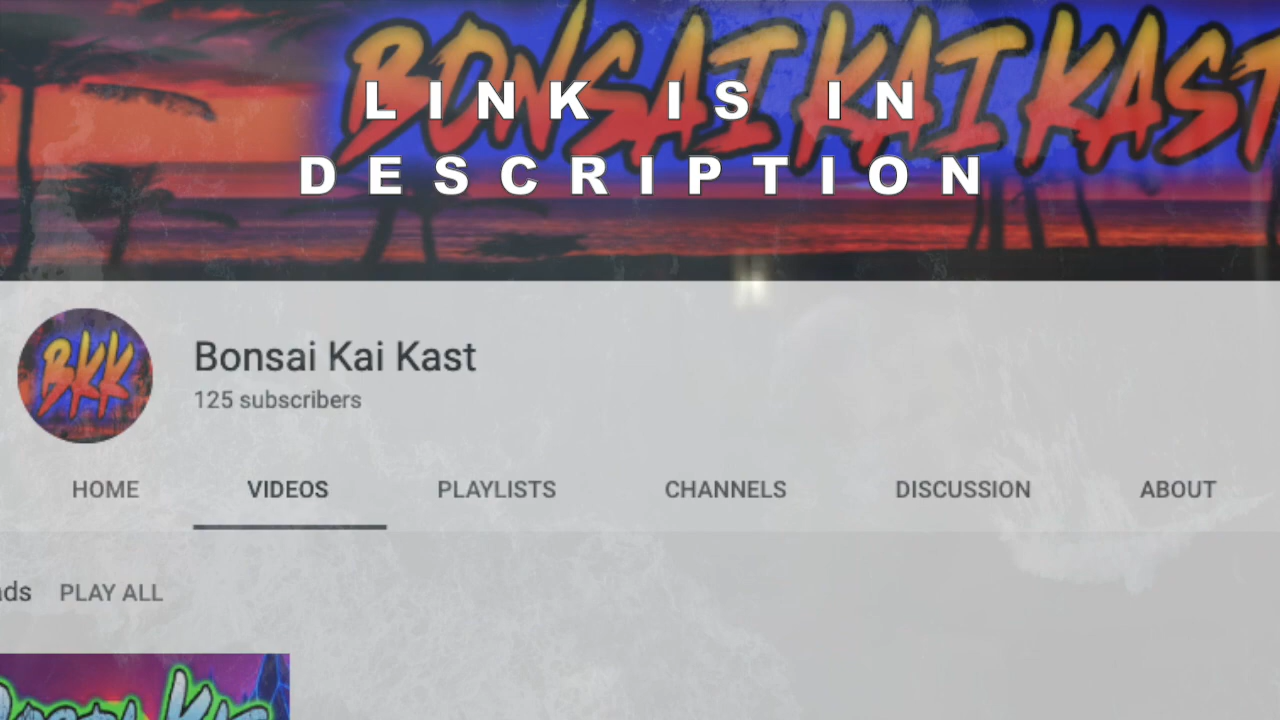 BONSAI KAI KAST
LINK IS IN
DESCRIPTION
BKK
Bonsai Kai Kast
125 subscribers
HOME VIDEOS PLAYLISTS CHANNELS DISCUSSION ABOUT
PLAY ALL